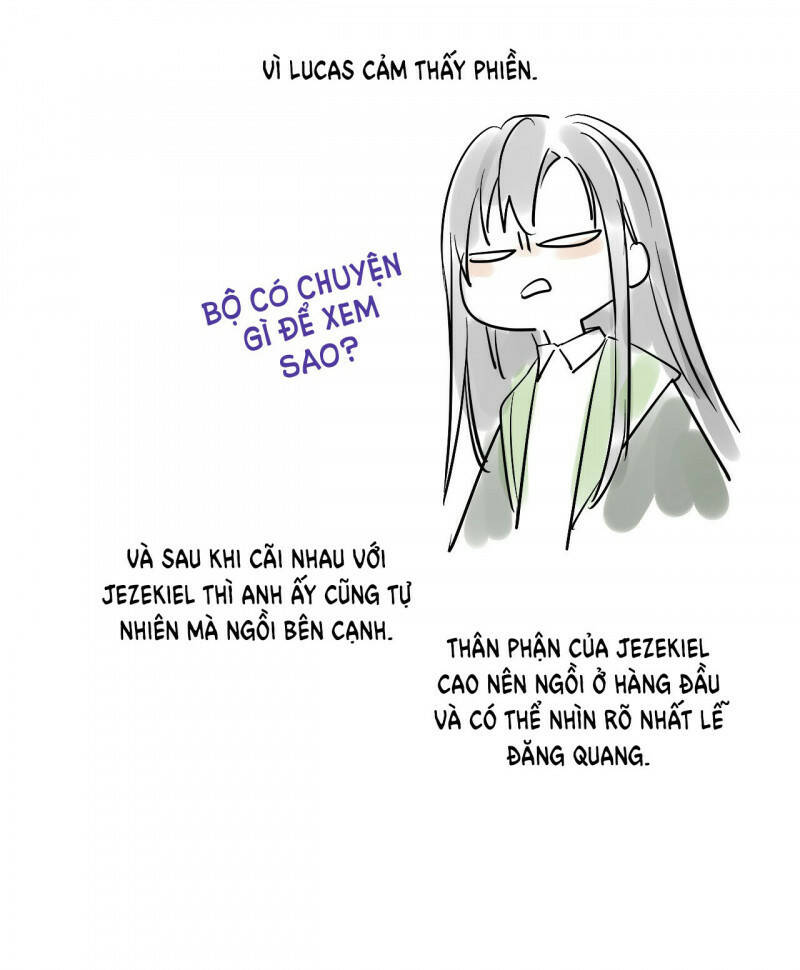 VÌ LUCAS CẢM THẤY PHIỀN.
BỘ CÓ CHUYỆN
GÌ ĐỂ XEM
SAO?
VÀ SAU KHI CÃI NHAU VỚI
JEZEKIEL THÌ ANH ẤY CŨNG TỰ
NHIÊN MÀ NGỒI BÊN CẠNH.
THÂN PHẬN CỦA JEZEKIEL
CAO NÊN NGỒI Ở HÀNG ĐẦU
VÀ CÓ THỂ NHÌN RÕ NHẤT LỄ
ĐĂNG QUANG.